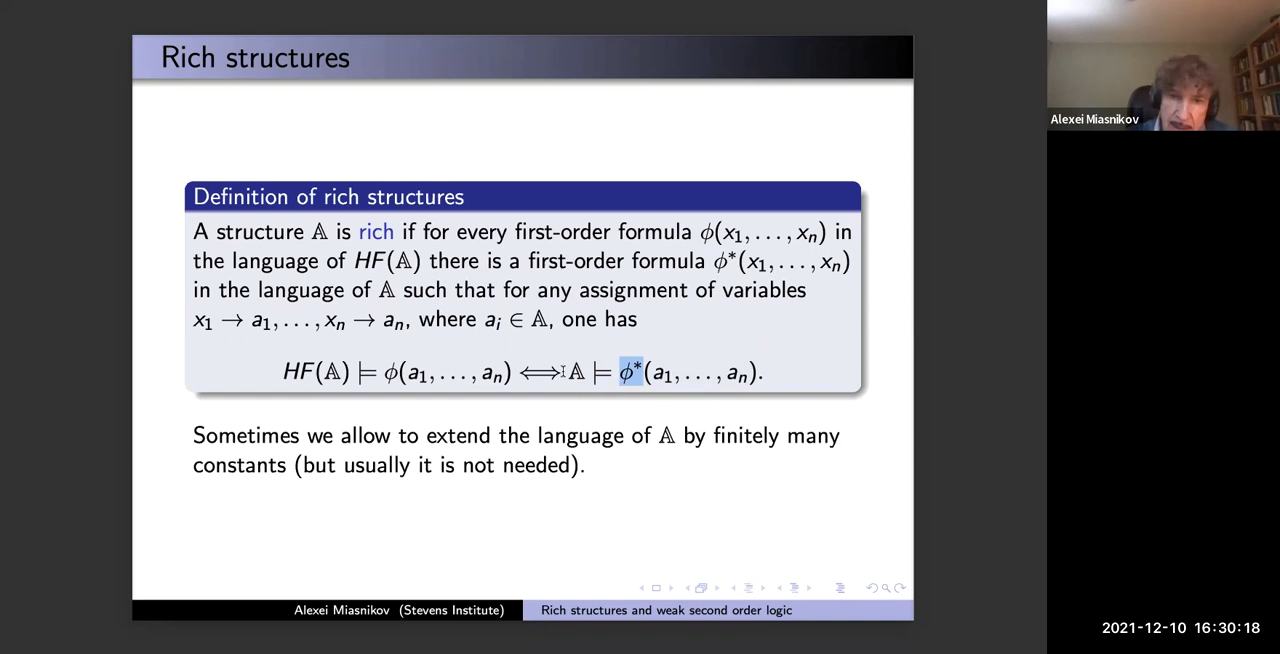 Rich structures
Alexei Miasnikov
Definition of rich structures
A structure 𝔸 is rich if for every first-order formula ϕ(x₁, . . . , xₙ) in
the language of HF(𝔸) there is a first-order formula ϕ*(x₁, . . . , xₙ)
in the language of 𝔸 such that for any assignment of variables
x₁ → a₁, . . . , xₙ → aₙ, where aᵢ ∈ 𝔸, one has
HF(𝔸) ⊨ ϕ(a₁, . . . , aₙ) ⟺ 𝔸 ⊨ ϕ*(a₁, . . . , aₙ).
Sometimes we allow to extend the language of 𝔸 by finitely many
constants (but usually it is not needed).
Alexei Miasnikov (Stevens Institute)
Rich structures and weak second order logic
2021-12-10 16:30:18